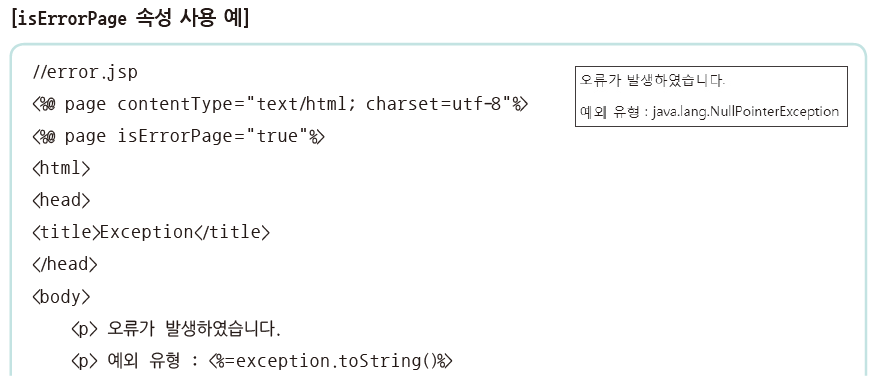 [isErrorPage 속성 사용 예]
//error.jsp
<%@ page contentType="text/html; charset=utf-8"%>
<%@ page isErrorPage="true"%>
<html>
<head>
<title>Exception</title>
</head>
<body>
<p> 오류가 발생하였습니다.
<p> 예외 유형 : <%=exception.toString()%>
오류가 발생하였습니다.
예외 유형 : java.lang.NullPointerException